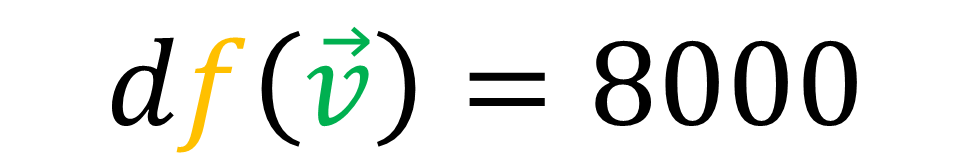 df(v⃗) = 8000